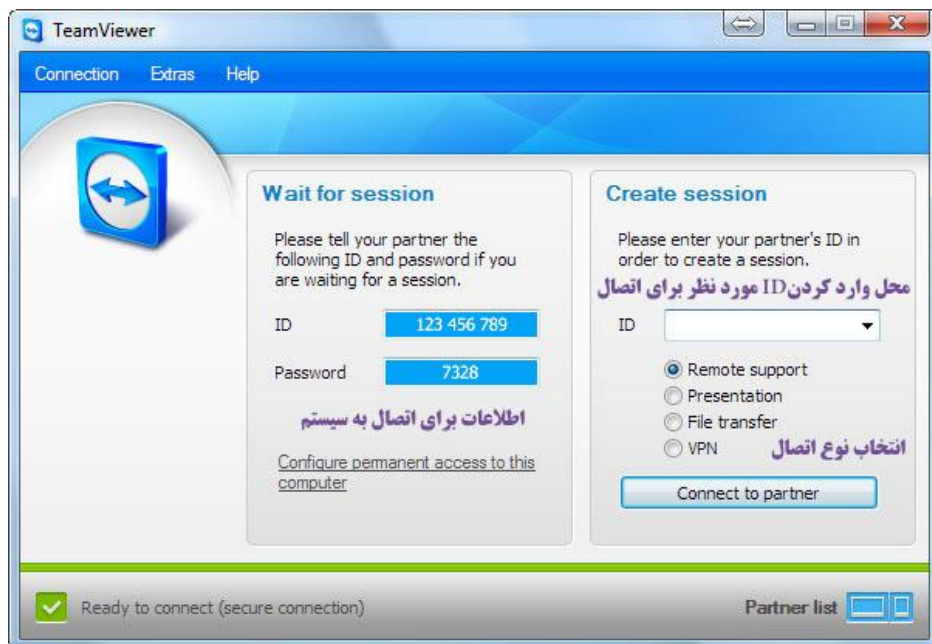 TeamViewer
Connection Extras Help
Wait for session
Please tell your partner the
following ID and password if you
are waiting for a session.
ID 123 456 789
Password 7328
اطلاعات برای اتصال به سیستم
Configure permanent access to this
computer
Create session
Please enter your partner's ID in
order to create a session.
محل وارد کردنID مورد نظر برای اتصال
ID
Remote support
Presentation
File transfer
VPN انتخاب نوع اتصال
Connect to partner
Ready to connect (secure connection)
Partner list